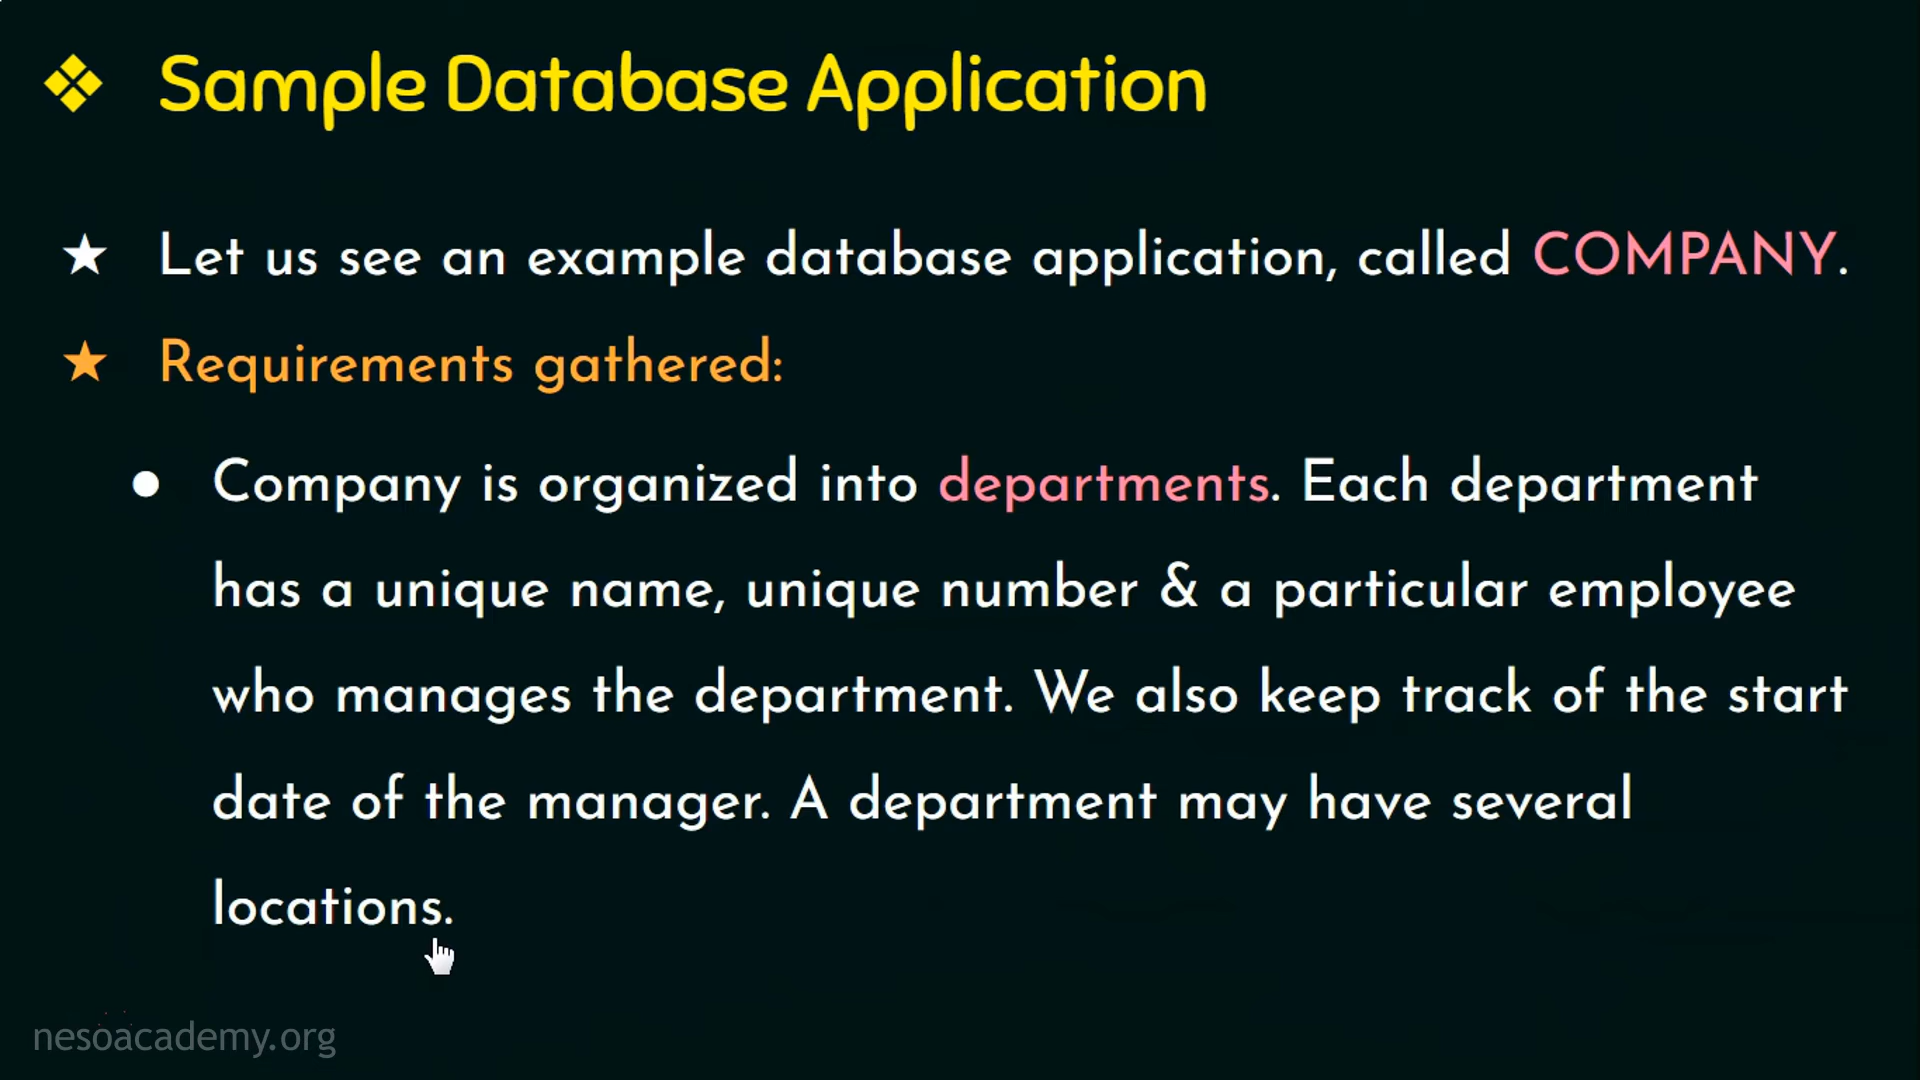 ❖ Sample Database Application
★ Let us see an example database application, called COMPANY.
★ Requirements gathered:
● Company is organized into departments. Each department
has a unique name, unique number & a particular employee
who manages the department. We also keep track of the start
date of the manager. A department may have several
locations.
nesoacademy.org